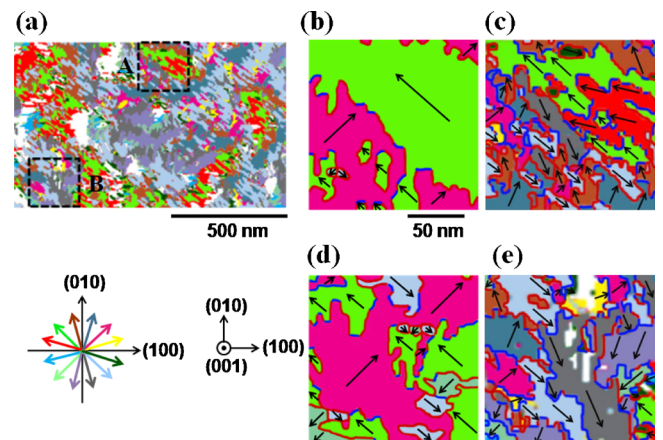 (a)
(b)
(c)
A
B
500 nm
50 nm
(d)
(e)
(010)
(100)
(010)
(100)
(001)